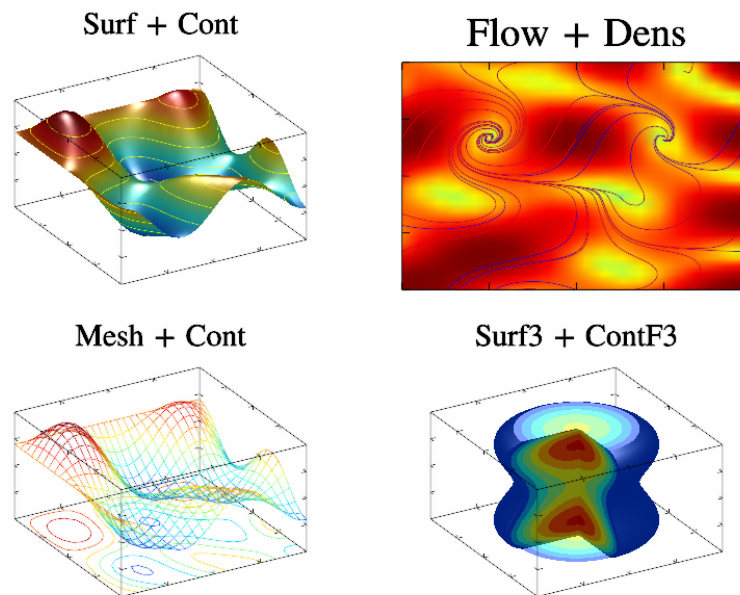 Surf + Cont
Flow + Dens
Mesh + Cont
Surf3 + ContF3